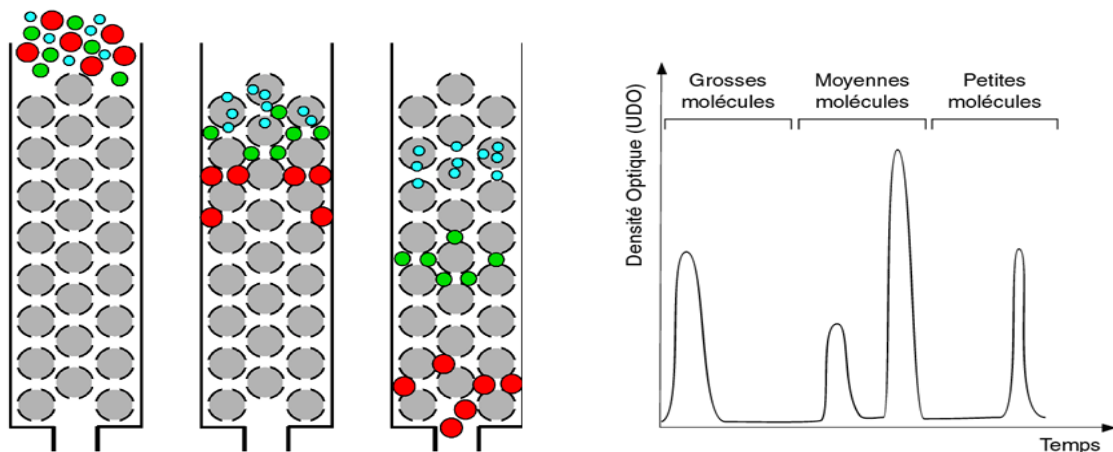 Grosses
molécules
Moyennes
molécules
Petites
molécules
Densité Optique (UDO)
Temps